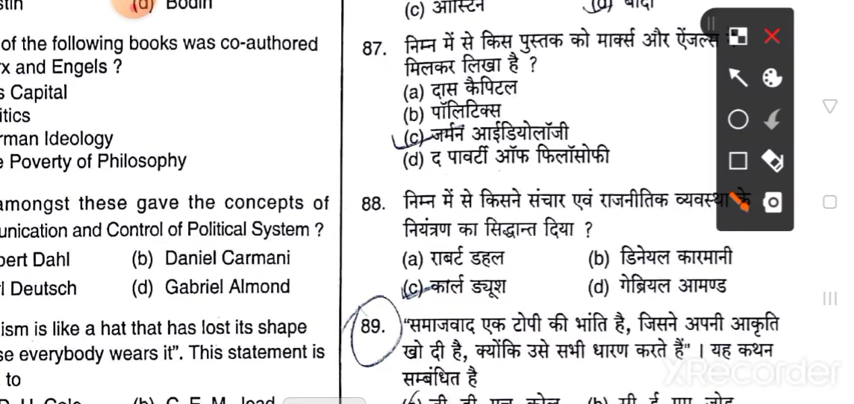 (d) Bodin
of the following books was co-authored
x and Engels ?
s Capital
itics
rman Ideology
e Poverty of Philosophy
amongst these gave the concepts of
unication and Control of Political System ?
bert Dahl (b) Daniel Carmani
l Deutsch (d) Gabriel Almond
ism is like a hat that has lost its shape
se everybody wears it”. This statement is
to
(c) ऑस्टिन
87. निम्न में से किस पुस्तक को मार्क्स और ऐंजल्स
मिलकर लिखा है ?
(a) दास कैपिटल
(b) पॉलिटिक्स
(c) जर्मन आईडियोलॉजी
(d) द पावर्टी ऑफ फिलॉसोफी
88. निम्न में से किसने संचार एवं राजनीतिक व्यवस्था के
नियंत्रण का सिद्धान्त दिया ?
(a) राबर्ट डहल (b) डिनेयल कारमानी
(c) कार्ल ड्यूश (d) गेब्रियल आमण्ड
89. “समाजवाद एक टोपी की भांति है, जिसने अपनी आकृति
खो दी है, क्योंकि उसे सभी धारण करते हैं” । यह कथन
सम्बंधित है
XRecorder